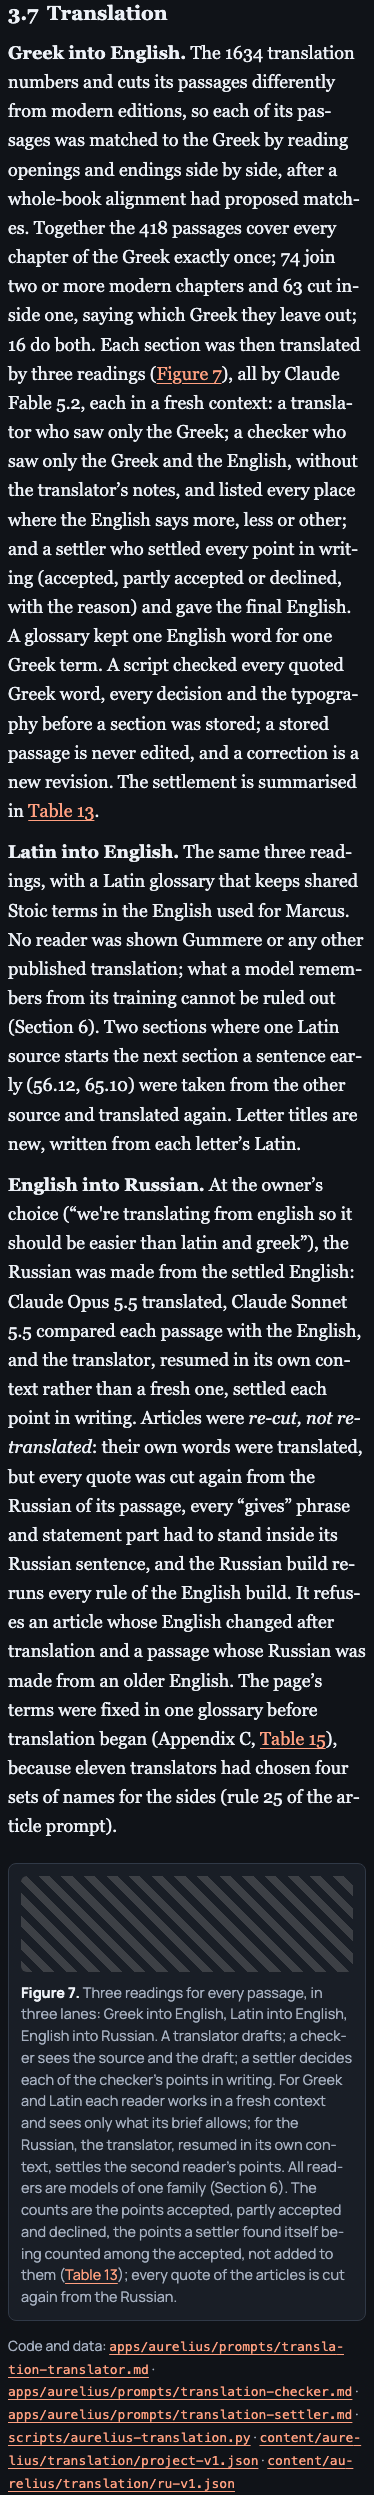 3.7 Translation
Greek into English. The 1634 translation
numbers and cuts its passages differently
from modern editions, so each of its pas-
sages was matched to the Greek by reading
openings and endings side by side, after a
whole-book alignment had proposed match-
es. Together the 418 passages cover every
chapter of the Greek exactly once; 74 join
two or more modern chapters and 63 cut in-
side one, saying which Greek they leave out;
16 do both. Each section was then translated
by three readings (Figure 7), all by Claude
Fable 5.2, each in a fresh context: a transla-
tor who saw only the Greek; a checker who
saw only the Greek and the English, without
the translator’s notes, and listed every place
where the English says more, less or other;
and a settler who settled every point in writ-
ing (accepted, partly accepted or declined,
with the reason) and gave the final English.
A glossary kept one English word for one
Greek term. A script checked every quoted
Greek word, every decision and the typogra-
phy before a section was stored; a stored
passage is never edited, and a correction is a
new revision. The settlement is summarised
in Table 13.
Latin into English. The same three read-
ings, with a Latin glossary that keeps shared
Stoic terms in the English used for Marcus.
No reader was shown Gummere or any other
published translation; what a model remem-
bers from its training cannot be ruled out
(Section 6). Two sections where one Latin
source starts the next section a sentence ear-
ly (56.12, 65.10) were taken from the other
source and translated again. Letter titles are
new, written from each letter’s Latin.
English into Russian. At the owner’s
choice (“we're translating from english so it
should be easier than latin and greek”), the
Russian was made from the settled English:
Claude Opus 5.5 translated, Claude Sonnet
5.5 compared each passage with the English,
and the translator, resumed in its own con-
text rather than a fresh one, settled each
point in writing. Articles were re-cut, not re-
translated: their own words were translated,
but every quote was cut again from the
Russian of its passage, every “gives” phrase
and statement part had to stand inside its
Russian sentence, and the Russian build re-
runs every rule of the English build. It refus-
es an article whose English changed after
translation and a passage whose Russian was
made from an older English. The page’s
terms were fixed in one glossary before
translation began (Appendix C, Table 15),
because eleven translators had chosen four
sets of names for the sides (rule 25 of the ar-
ticle prompt).
Figure 7. Three readings for every passage, in
three lanes: Greek into English, Latin into English,
English into Russian. A translator drafts; a check-
er sees the source and the draft; a settler decides
each of the checker’s points in writing. For Greek
and Latin each reader works in a fresh context
and sees only what its brief allows; for the
Russian, the translator, resumed in its own con-
text, settles the second reader’s points. All read-
ers are models of one family (Section 6). The
counts are the points accepted, partly accepted
and declined, the points a settler found itself be-
ing counted among the accepted, not added to
them (Table 13); every quote of the articles is cut
again from the Russian.
Code and data: apps/aurelius/prompts/transla-
tion-translator.md ·
apps/aurelius/prompts/translation-checker.md ·
apps/aurelius/prompts/translation-settler.md ·
scripts/aurelius-translation.py · content/aure-
lius/translation/project-v1.json · content/au-
relius/translation/ru-v1.json